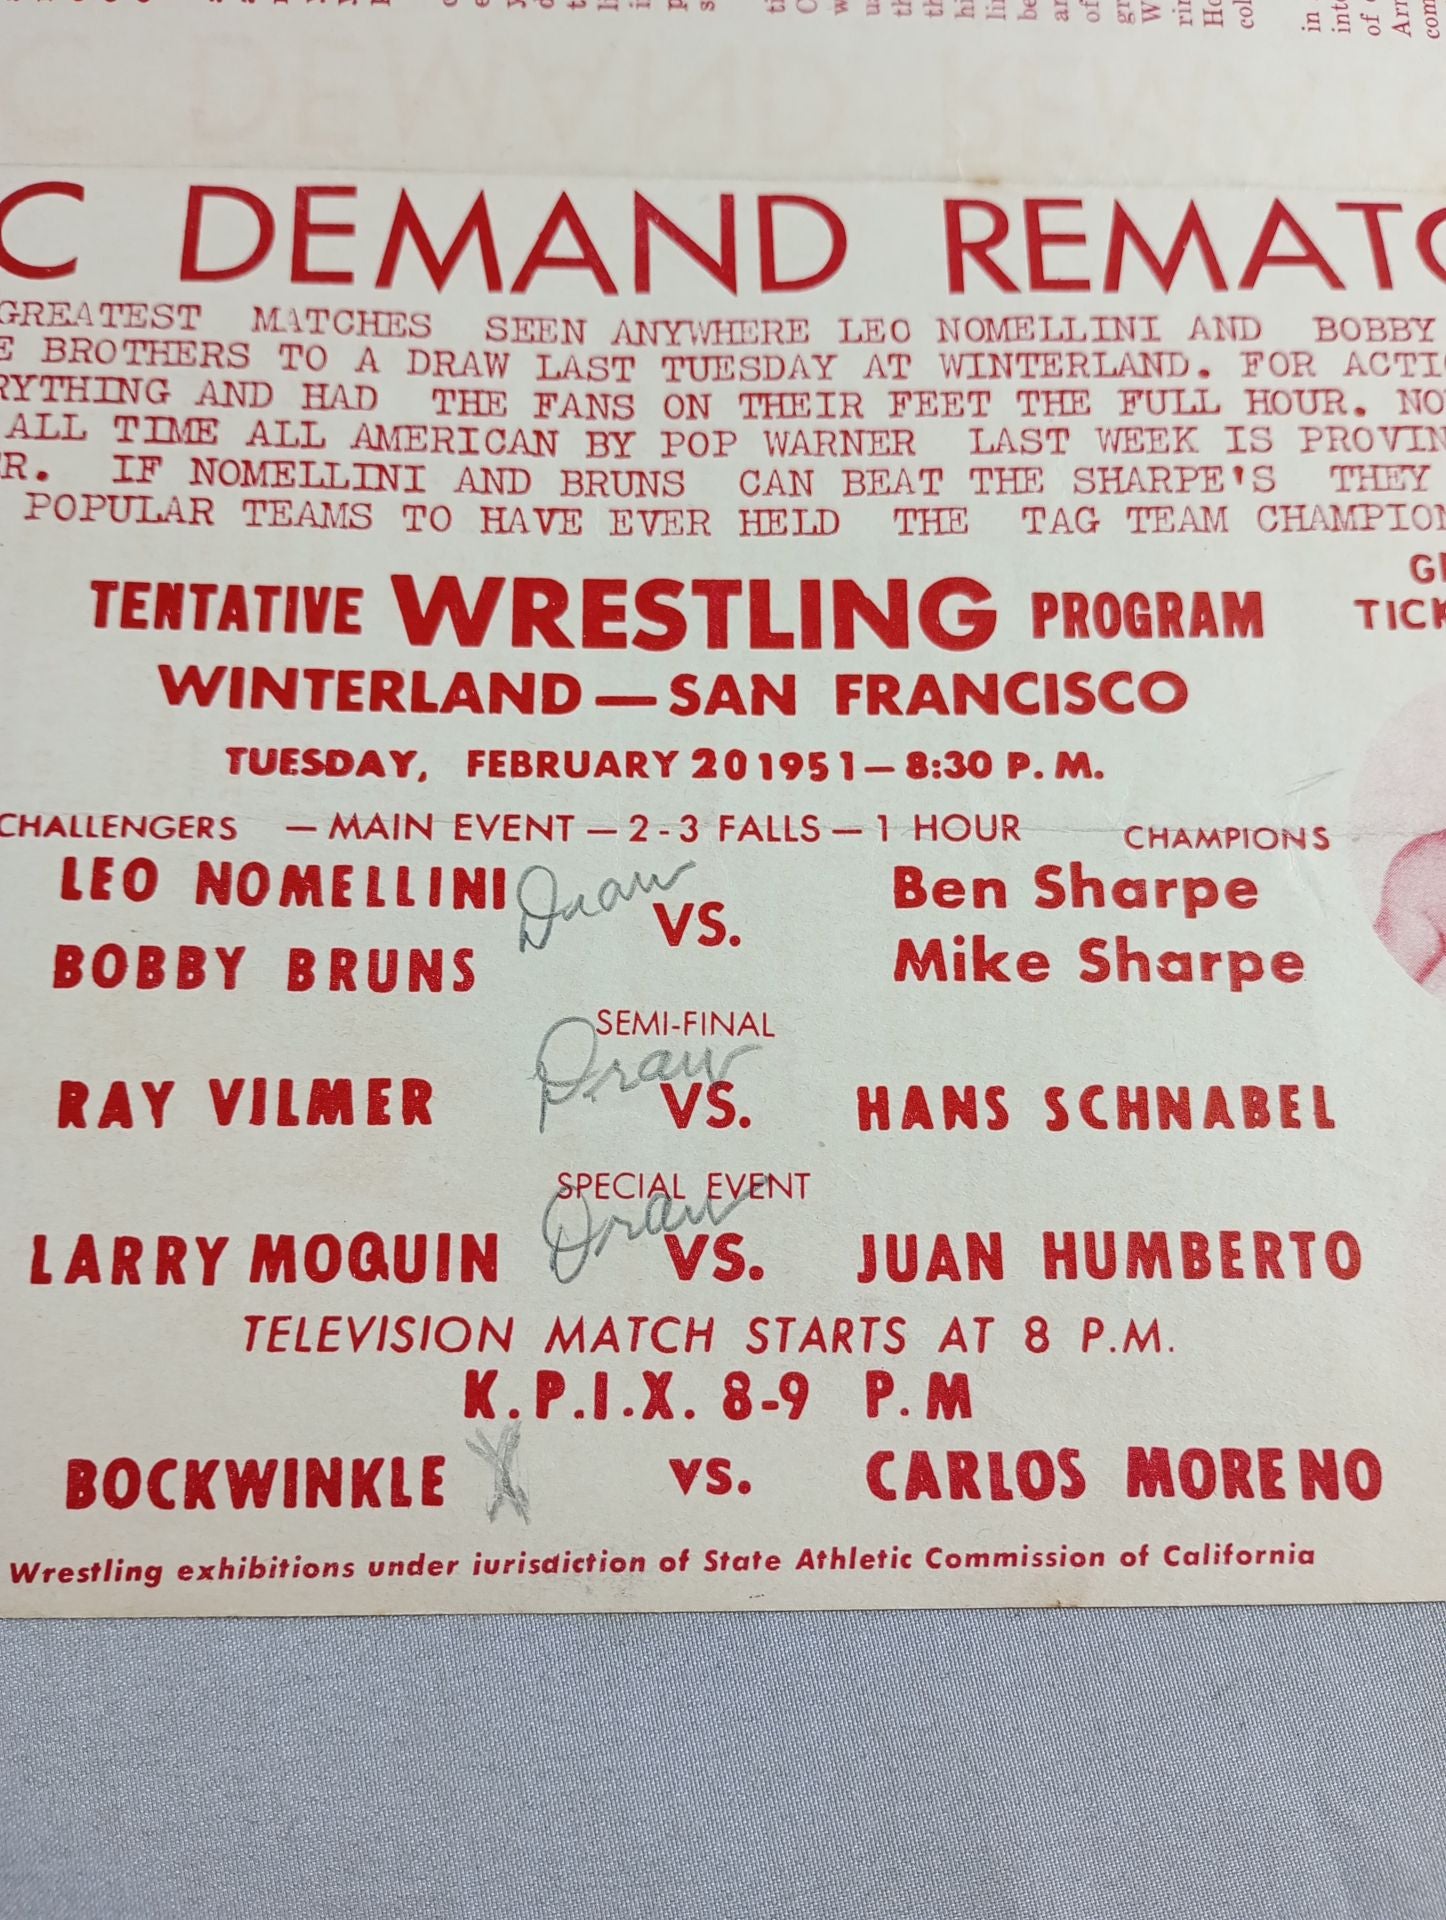 C DEMAND REMATC
GREATEST MATCHES SEEN ANYWHERE LEO NOMELLINI AND BOBBY
E BROTHERS TO A DRAW LAST TUESDAY AT WINTERLAND. FOR ACTI
RYTHING AND HAD THE FANS ON THEIR FEET THE FULL HOUR. NO
ALL TIME ALL AMERICAN BY POP WARNER LAST WEEK IS PROVIN
R. IF NOMELLINI AND BRUNS CAN BEAT THE SHARPE'S THEY
POPULAR TEAMS TO HAVE EVER HELD THE TAG TEAM CHAMPION
TICK
TENTATIVE WRESTLING PROGRAM
WINTERLAND — SAN FRANCISCO
TUESDAY, FEBRUARY 20 1951 — 8:30 P. M.
CHALLENGERS — MAIN EVENT — 2 - 3 FALLS — 1 HOUR CHAMPIONS
LEO NOMELLINI Draw VS. Ben Sharpe
BOBBY BRUNS Mike Sharpe
SEMI-FINAL
RAY VILMER Draw VS. HANS SCHNABEL
SPECIAL EVENT
LARRY MOQUIN Draw VS. JUAN HUMBERTO
TELEVISION MATCH STARTS AT 8 P.M.
K.P.I.X. 8-9 P. M
BOCKWINKLE X vs. CARLOS MORENO
Wrestling exhibitions under iurisdiction of State Athletic Commission of California